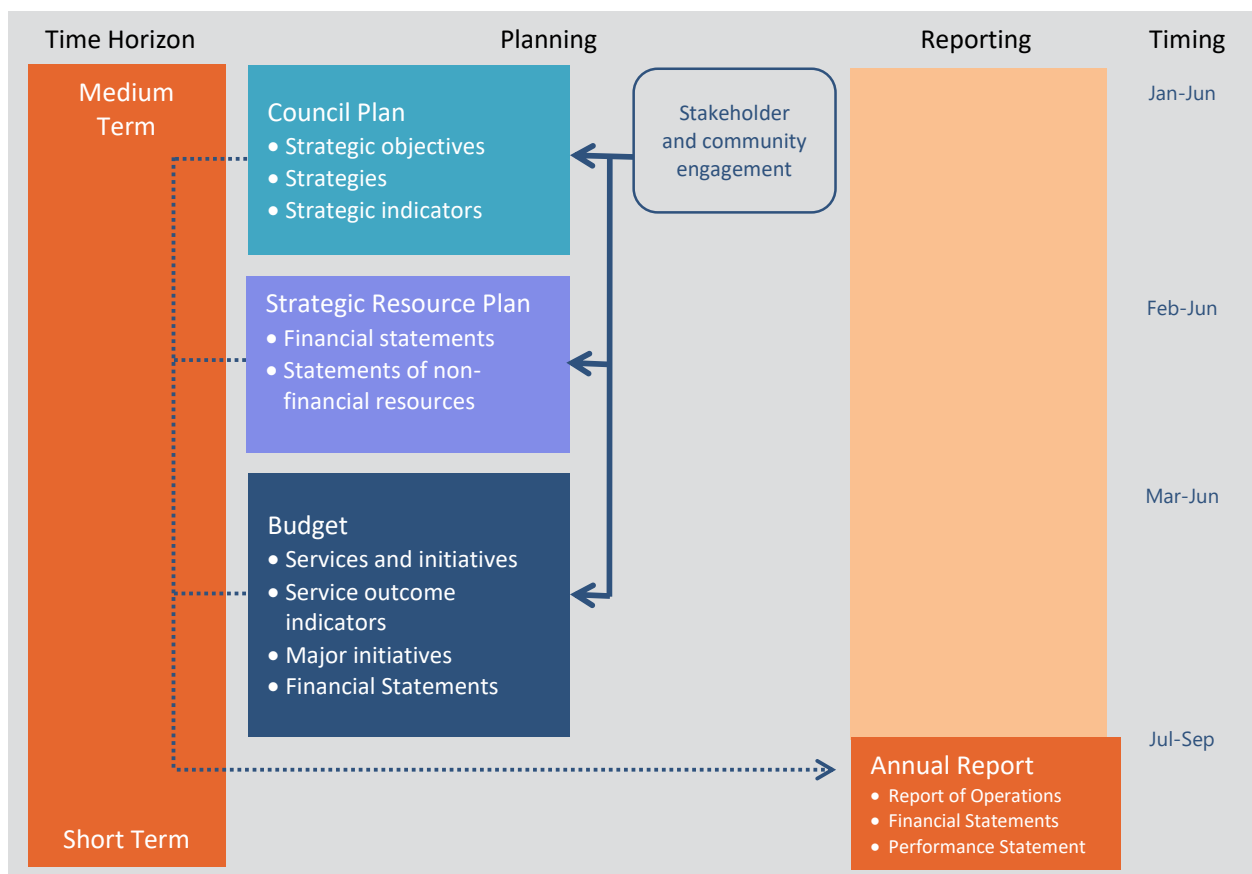 Time Horizon
Planning
Reporting
Timing
Medium
Term
Council Plan
• Strategic objectives
• Strategies
• Strategic indicators
Stakeholder
and community
engagement
Jan-Jun
Strategic Resource Plan
• Financial statements
• Statements of non-
financial resources
Feb-Jun
Budget
• Services and initiatives
• Service outcome
indicators
• Major initiatives
• Financial Statements
Mar-Jun
Jul-Sep
Annual Report
• Report of Operations
• Financial Statements
• Performance Statement
Short Term